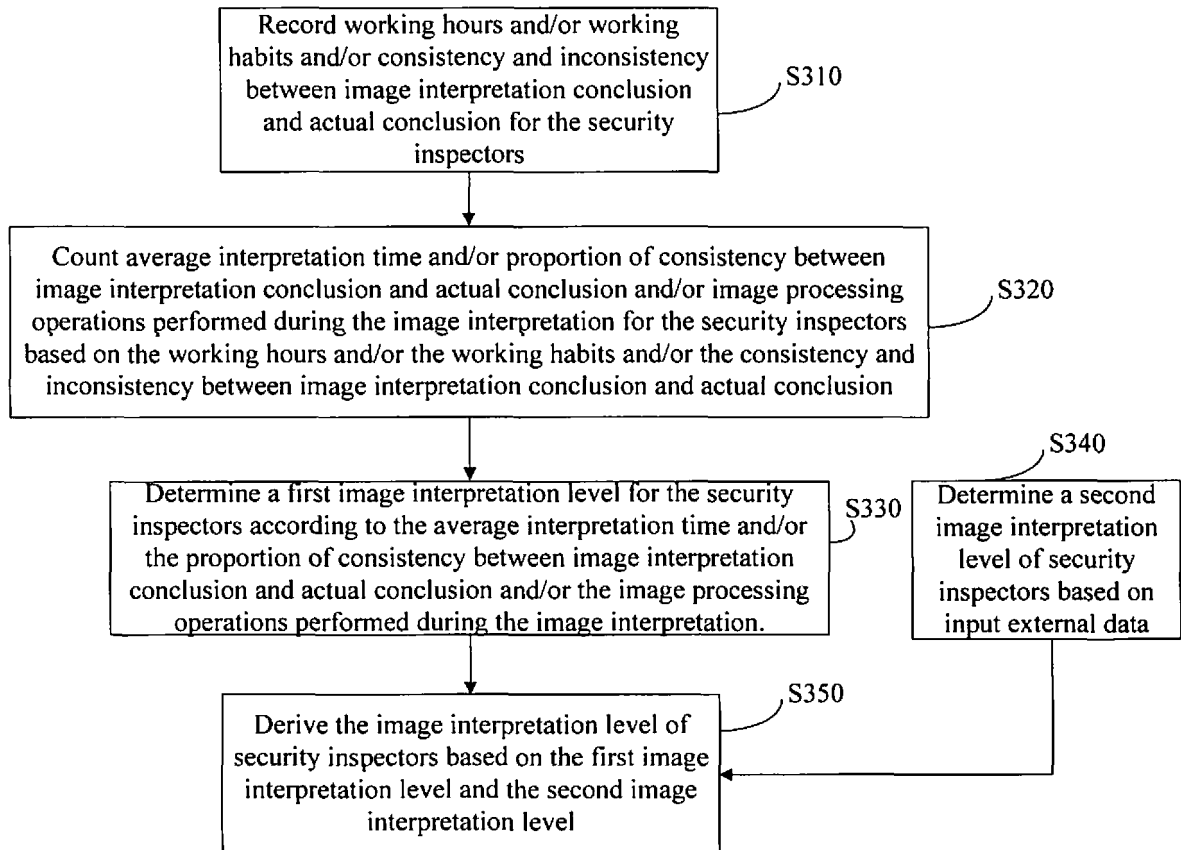 Record working hours and/or working
habits and/or consistency and inconsistency
between image interpretation conclusion
and actual conclusion for the security
inspectors
S310
Count average interpretation time and/or proportion of consistency between
image interpretation conclusion and actual conclusion and/or image processing
operations performed during the image interpretation for the security inspectors
based on the working hours and/or the working habits and/or the consistency and
inconsistency between image interpretation conclusion and actual conclusion
S320
Determine a first image interpretation level for the security
inspectors according to the average interpretation time and/or
the proportion of consistency between image interpretation
conclusion and actual conclusion and/or the image processing
operations performed during the image interpretation.
S330
S340
Determine a second
image interpretation
level of security
inspectors based on
input external data
S350
Derive the image interpretation level of
security inspectors based on the first image
interpretation level and the second image
interpretation level